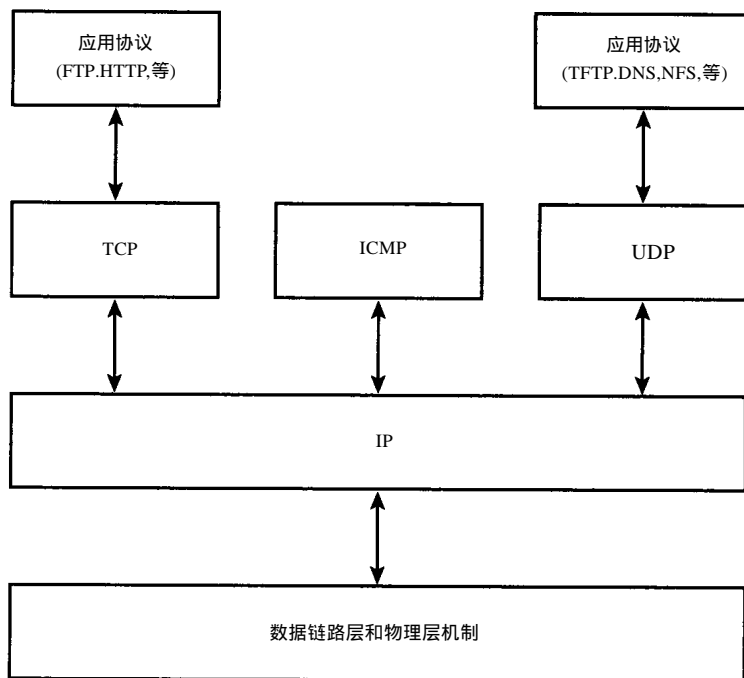 应用协议
(FTP.HTTP,等)
应用协议
(TFTP.DNS,NFS,等)
TCP
ICMP
UDP
IP
数据链路层和物理层机制